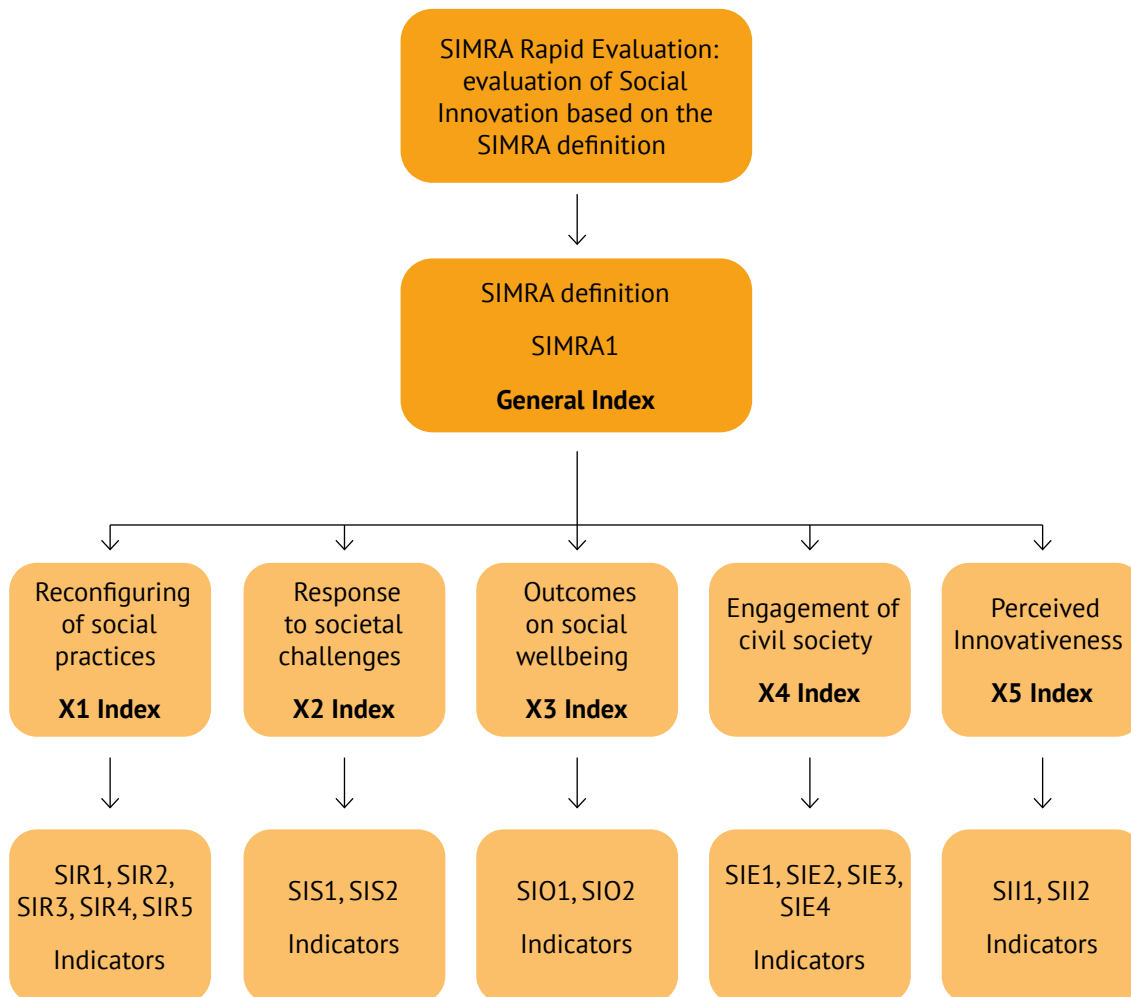 SIMRA Rapid Evaluation:
evaluation of Social
Innovation based on the
SIMRA definition
SIMRA definition
SIMRA1
General Index
Reconfiguring
of social
practices
X1 Index
Response
to societal
challenges
X2 Index
Outcomes
on social
wellbeing
X3 Index
Engagement of
civil society
X4 Index
Perceived
Innovativeness
X5 Index
SIR1, SIR2,
SIR3, SIR4, SIR5
Indicators
SIS1, SIS2
Indicators
SIO1, SIO2
Indicators
SIE1, SIE2, SIE3,
SIE4
Indicators
SII1, SII2
Indicators